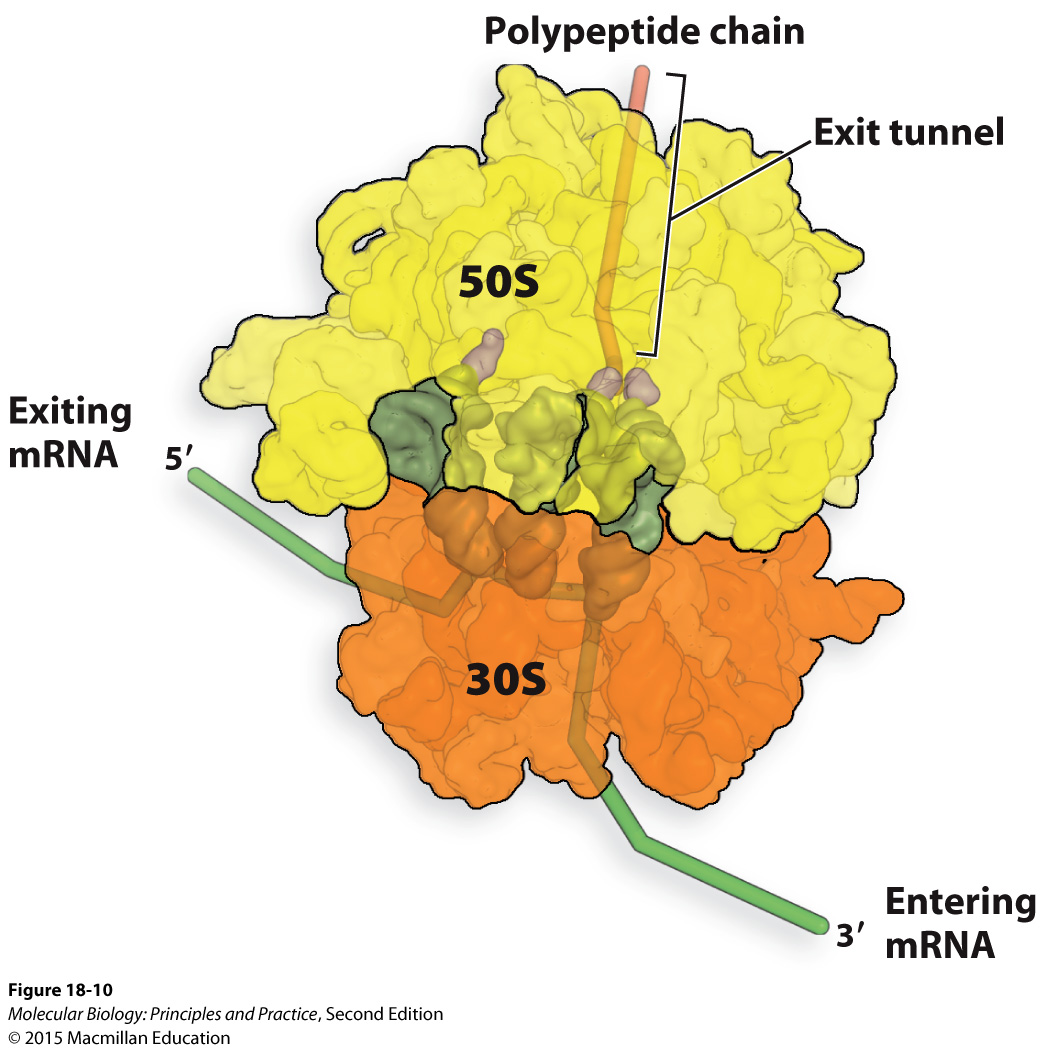 Polypeptide chain
Exit tunnel
50S
Exiting
mRNA
5′
30S
Entering
mRNA
3′
Figure 18-10
Molecular Biology: Principles and Practice, Second Edition
© 2015 Macmillan Education